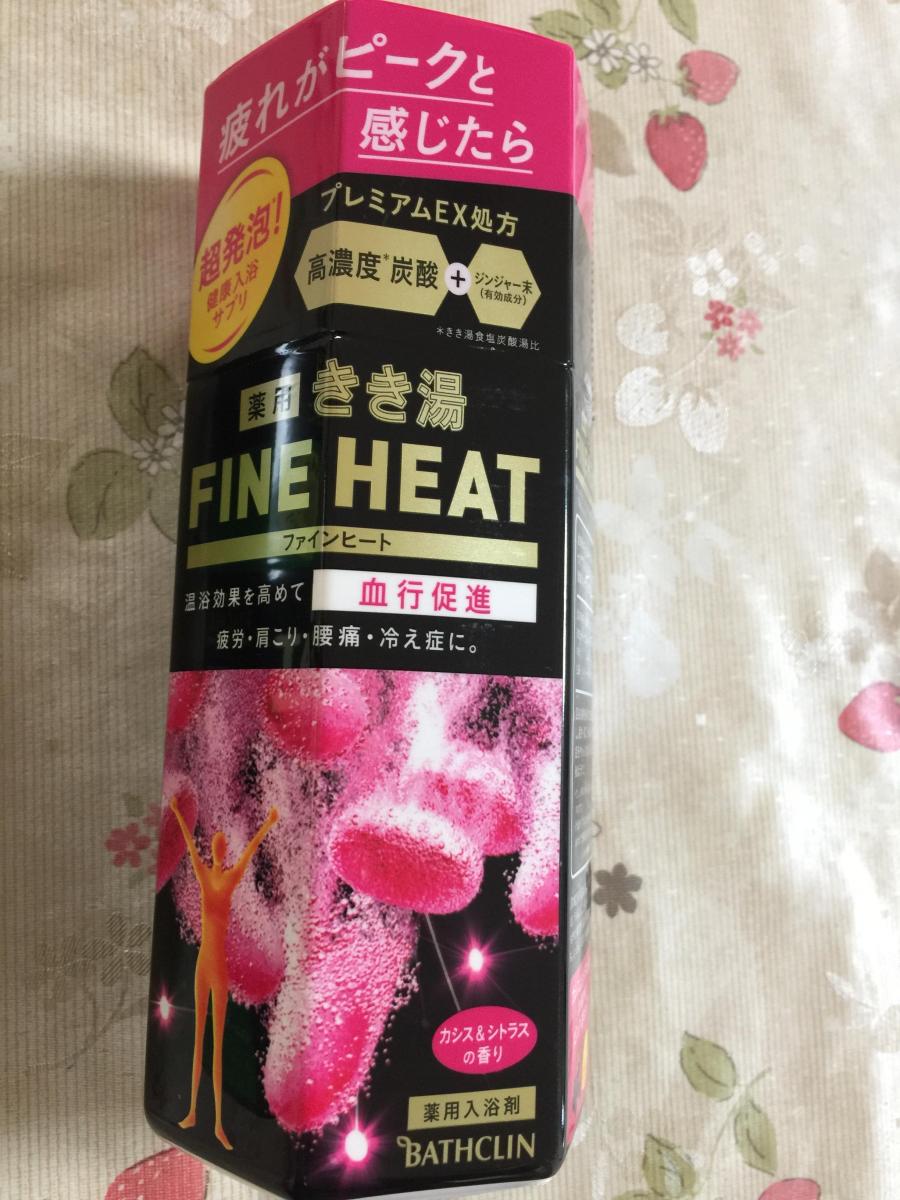 疲れがピークと
感じたら
超発泡!
健康入浴
サプリ
プレミアムEX処方
高濃度*炭酸
+
ジンジャー末
(有効成分)
*きき湯食塩炭酸湯比
薬用 きき湯
FINE HEAT
ファインヒート
温浴効果を高めて 血行促進
疲労・肩こり・腰痛・冷え症に。
カシス&シトラス
の香り
薬用入浴剤
BATHCLIN